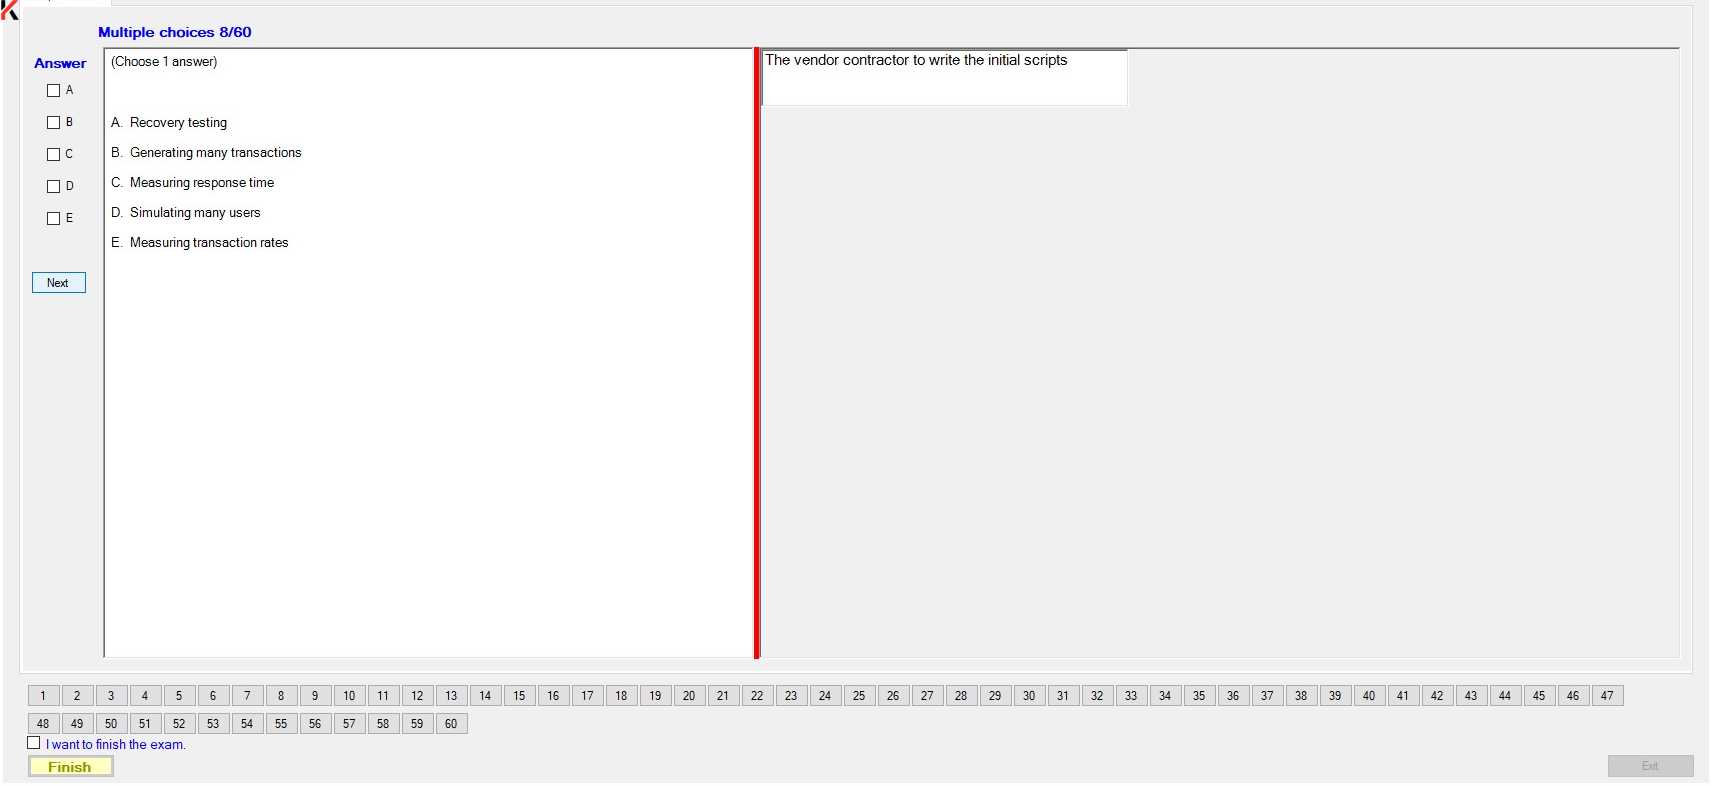 Multiple choices 8/60
Answer
A
B
C
D
E
Next
(Choose 1 answer)
A. Recovery testing
B. Generating many transactions
C. Measuring response time
D. Simulating many users
E. Measuring transaction rates
The vendor contractor to write the initial scripts
1 2 3 4 5 6 7 8 9 10 11 12 13 14 15 16 17 18 19 20 21 22 23 24 25 26 27 28 29 30 31 32 33 34 35 36 37 38 39 40 41 42 43 44 45 46 47
48 49 50 51 52 53 54 55 56 57 58 59 60
I want to finish the exam.
Finish
Exit